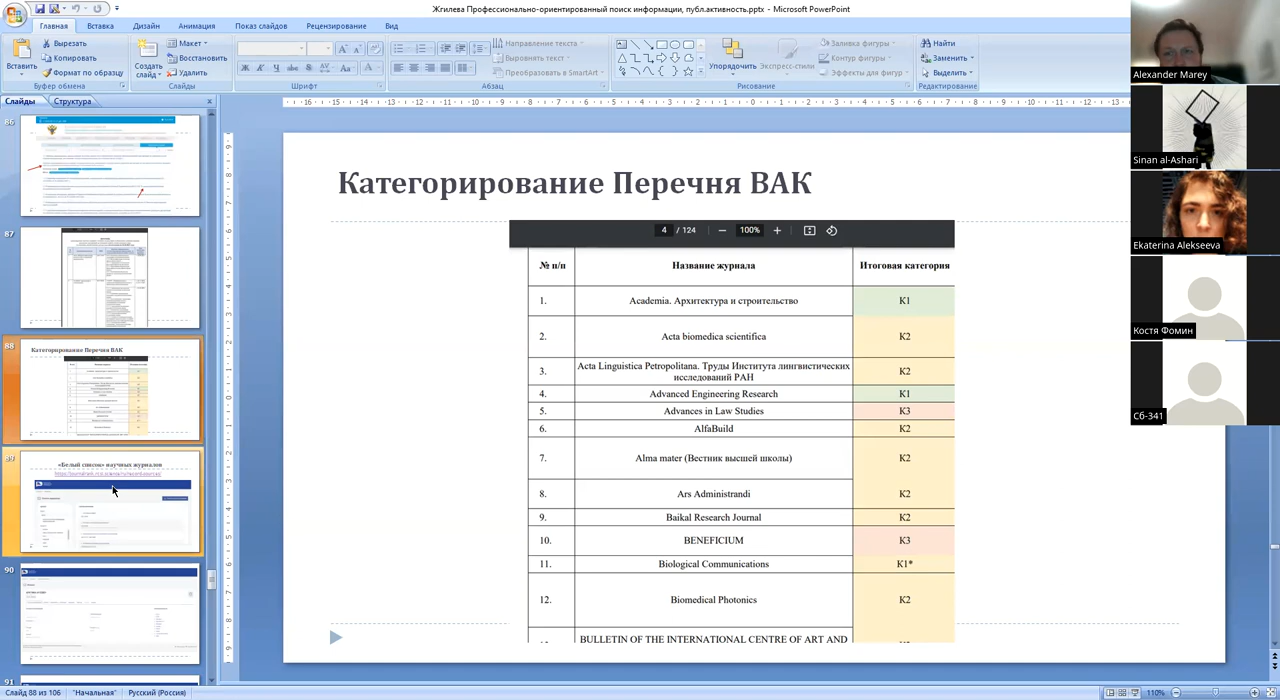 Жгилева Профессионально-ориентированный поиск информации, публ.активность.pptx - Microsoft PowerPoint
Главная
Вставка
Дизайн
Анимация
Показ слайдов
Рецензирование
Вид
Вставить
Вырезать
Копировать
Формат по образцу
Буфер обмена
Создать слайд
Макет
Восстановить
Удалить
Слайды
Шрифт
Направление текста
Выровнять текст
Преобразовать в SmartArt
Абзац
Упорядочить
Экспресс-стили
Заливка фигуры
Контур фигуры
Эффекты для фигур
Рисование
Найти
Заменить
Выделить
Редактирование
Слайды
Структура
86
87
88
Категорирование Перечня ВАК
89
«Белый список» научных журналов
90
91
Категорирование Перечня ВАК
4 / 124
100%
№ п/п Название журнала Итоговая категория
1. Academia. Архитектура и строительство К1
2. Acta biomedica scientifica К2
3. Acta Linguistica Petropolitana. Труды Института лингвистических
исследований РАН К2
4. Advanced Engineering Research К1
5. Advances in Law Studies К3
6. AlfaBuild К2
7. Alma mater (Вестник высшей школы) К2
8. Ars Administrandi К2
9. Baikal Research Journal К2
10. BENEFICIUM К3
11. Biological Communications К1*
12. Biomedical Photonics К2
BULLETIN OF THE INTERNATIONAL CENTRE OF ART AND
Alexander Marey
Sinan al-Ashari
Ekaterina Alekseeva
Костя Фомин
Сб-341
Слайд 88 из 106
"Начальная"
Русский (Россия)
110%